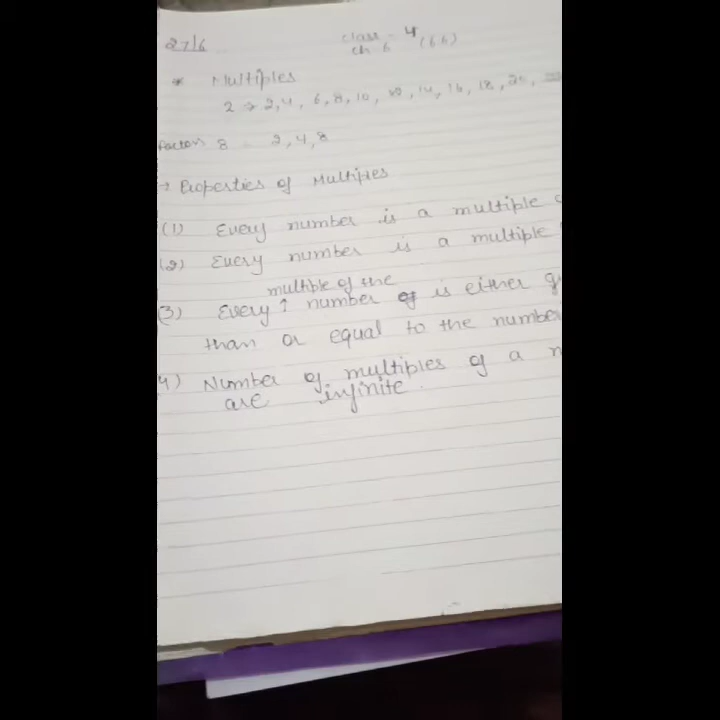 27/6 class - 4
ch 6 (6.6)
* Multiples
2 → 2, 4, 6, 8, 10, 12, 14, 16, 18, 20,
Factors 8 = 2, 4, 8
→ Properties of Multiples
(1) Every number is a multiple
(2) Every number is a multiple
multiple of the
(3) Every ↑ number of is either
than or equal to the number
(4) Number of multiples of a
are infinite.